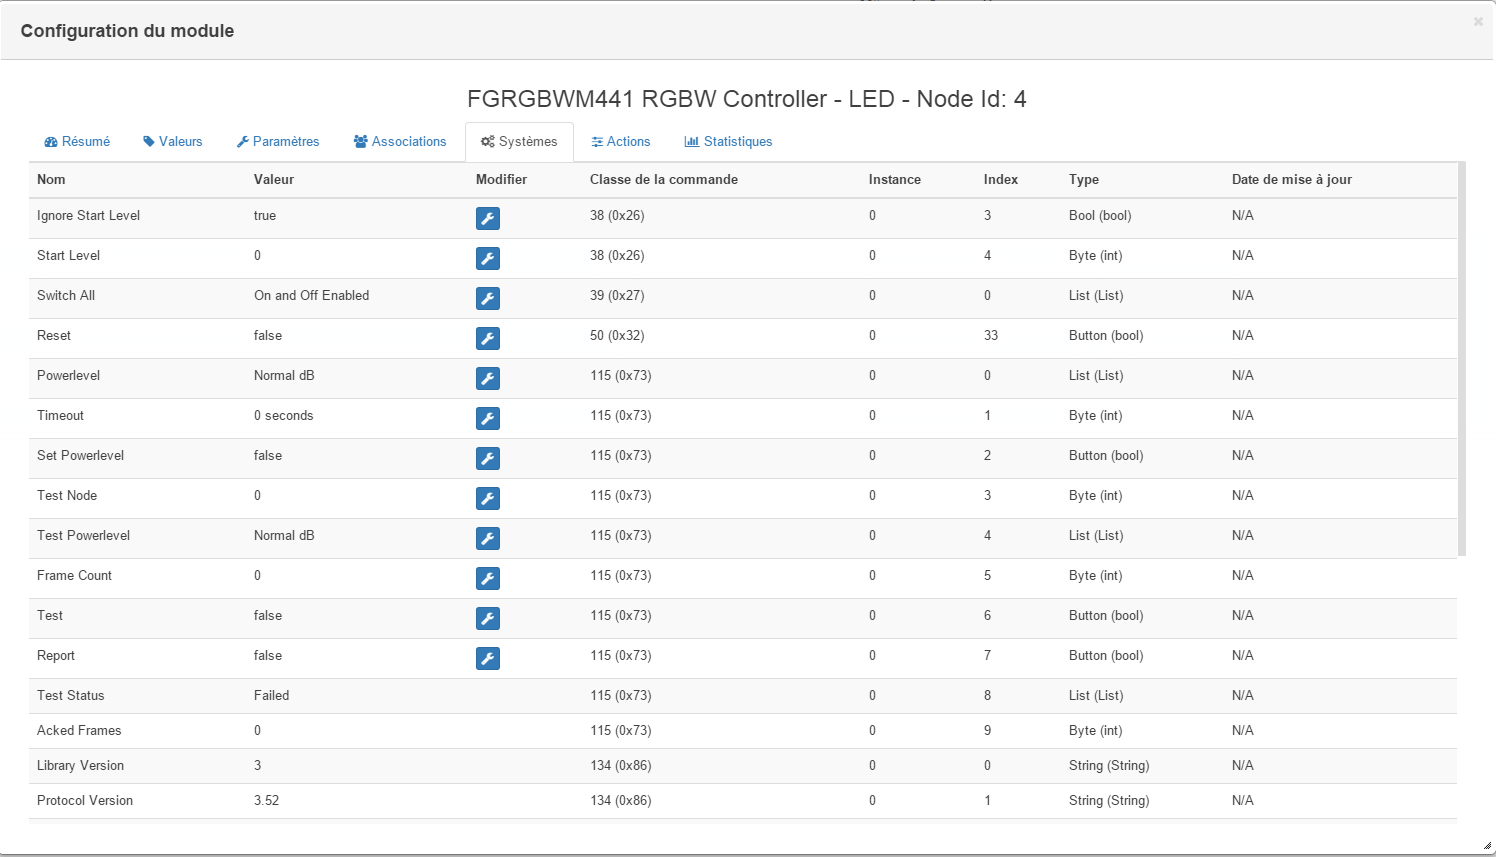 Configuration du module
FGRGBWM441 RGBW Controller - LED - Node Id: 4
Résumé Valeurs Paramètres Associations Systèmes Actions Statistiques
Nom Valeur Modifier Classe de la commande Instance Index Type Date de mise à jour
Ignore Start Level true 38 (0x26) 0 3 Bool (bool) N/A
Start Level 0 38 (0x26) 0 4 Byte (int) N/A
Switch All On and Off Enabled 39 (0x27) 0 0 List (List) N/A
Reset false 50 (0x32) 0 33 Button (bool) N/A
Powerlevel Normal dB 115 (0x73) 0 0 List (List) N/A
Timeout 0 seconds 115 (0x73) 0 1 Byte (int) N/A
Set Powerlevel false 115 (0x73) 0 2 Button (bool) N/A
Test Node 0 115 (0x73) 0 3 Byte (int) N/A
Test Powerlevel Normal dB 115 (0x73) 0 4 List (List) N/A
Frame Count 0 115 (0x73) 0 5 Byte (int) N/A
Test false 115 (0x73) 0 6 Button (bool) N/A
Report false 115 (0x73) 0 7 Button (bool) N/A
Test Status Failed 115 (0x73) 0 8 List (List) N/A
Acked Frames 0 115 (0x73) 0 9 Byte (int) N/A
Library Version 3 134 (0x86) 0 0 String (String) N/A
Protocol Version 3.52 134 (0x86) 0 1 String (String) N/A